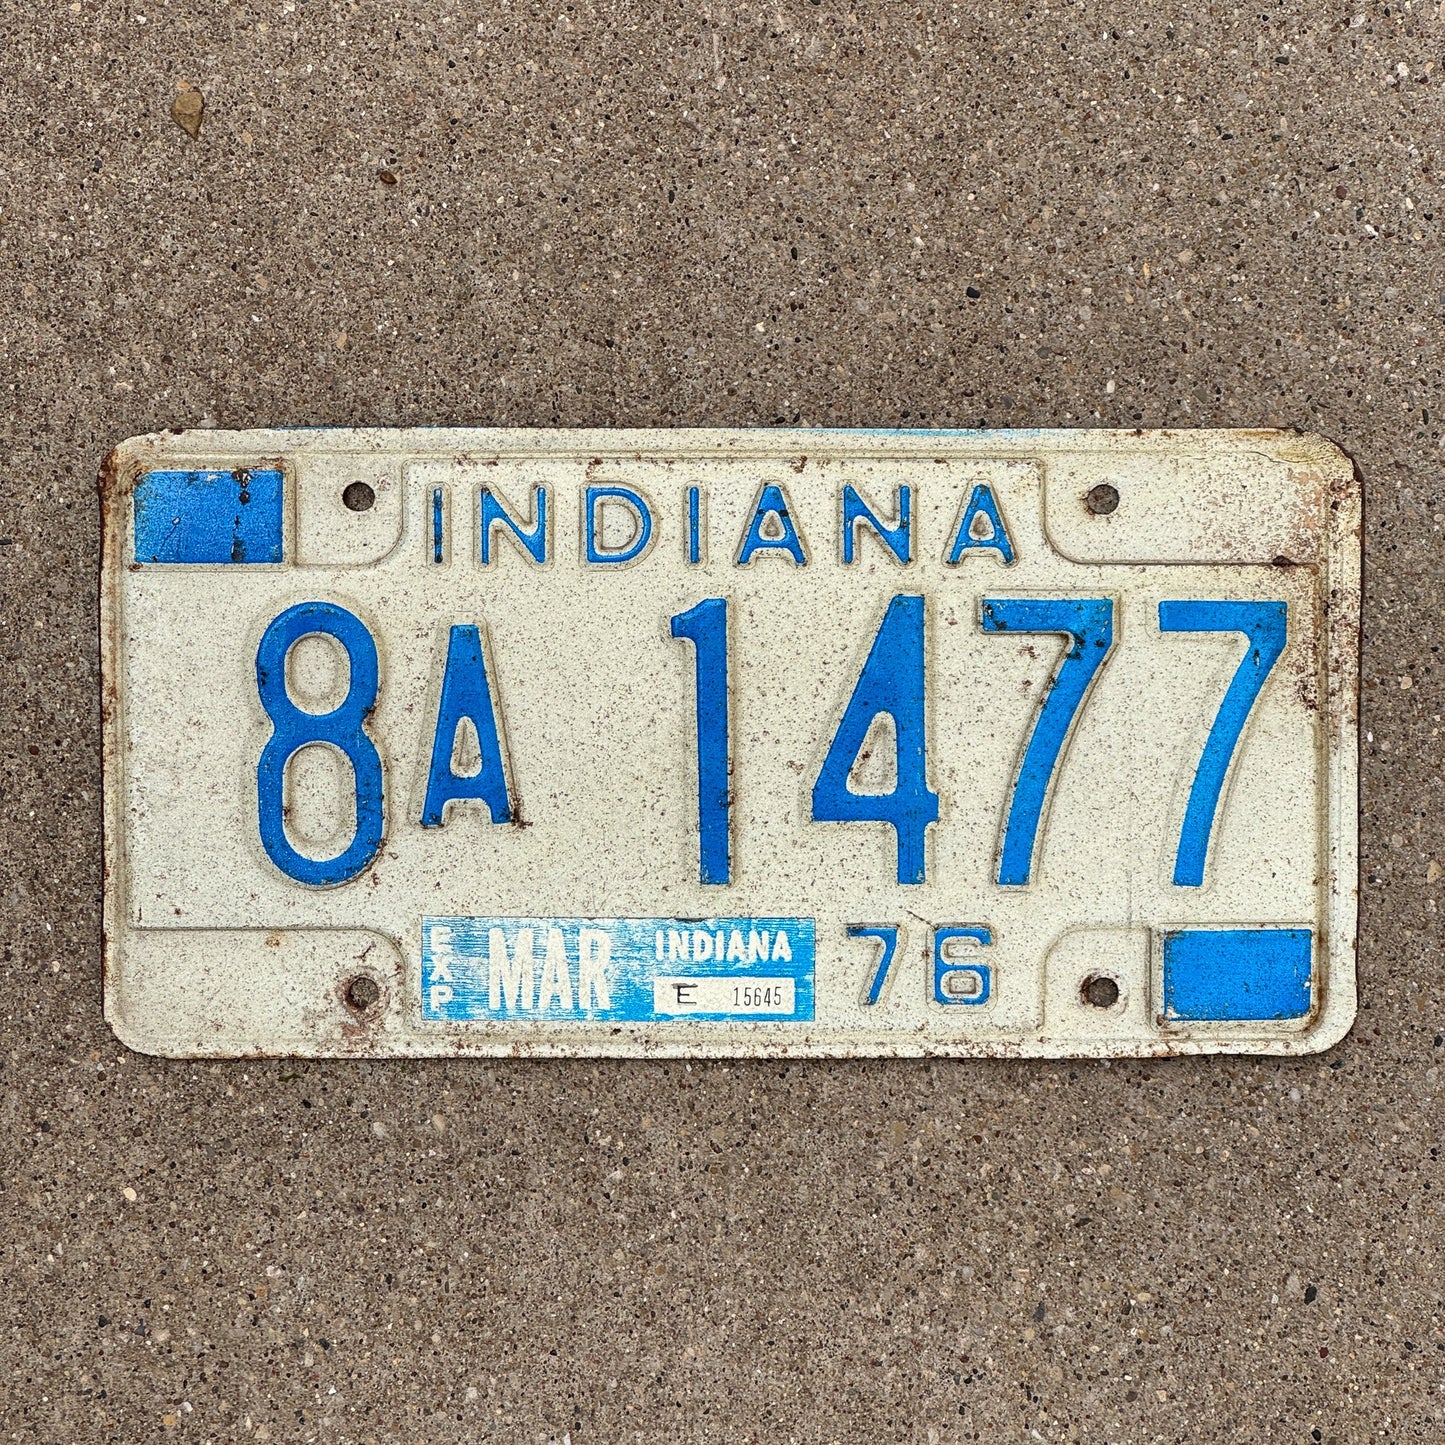 INDIANA
8A 1477
EXP MAR INDIANA 76
E 15645